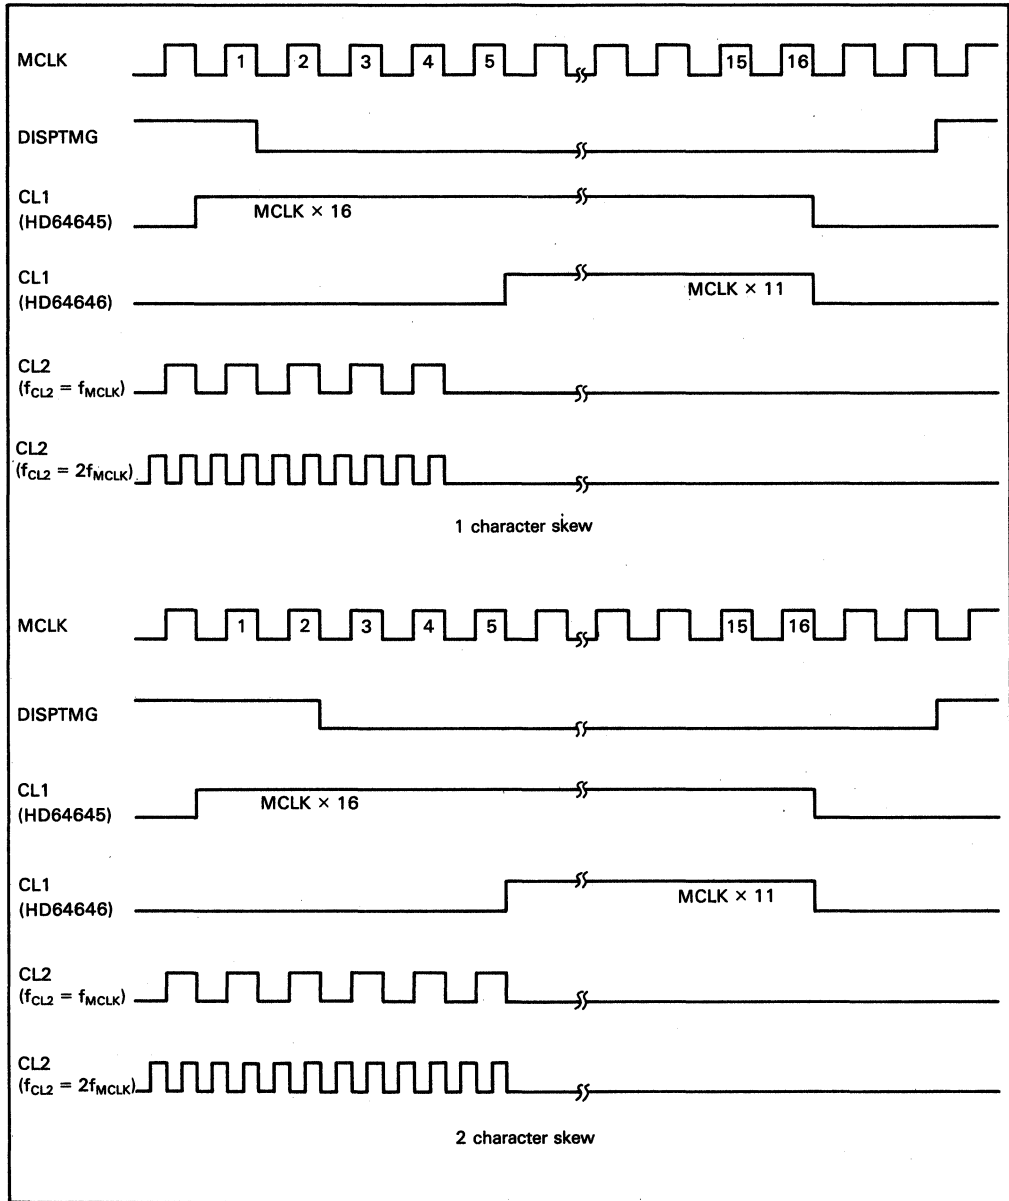 MCLK
1 2 3 4 5 15 16
DISPTMG
CL1
(HD64645)
MCLK × 16
CL1
(HD64646)
MCLK × 11
CL2
(fCL2 = fMCLK)
CL2
(fCL2 = 2fMCLK)
1 character skew
MCLK
1 2 3 4 5 15 16
DISPTMG
CL1
(HD64645)
MCLK × 16
CL1
(HD64646)
MCLK × 11
CL2
(fCL2 = fMCLK)
CL2
(fCL2 = 2fMCLK)
2 character skew